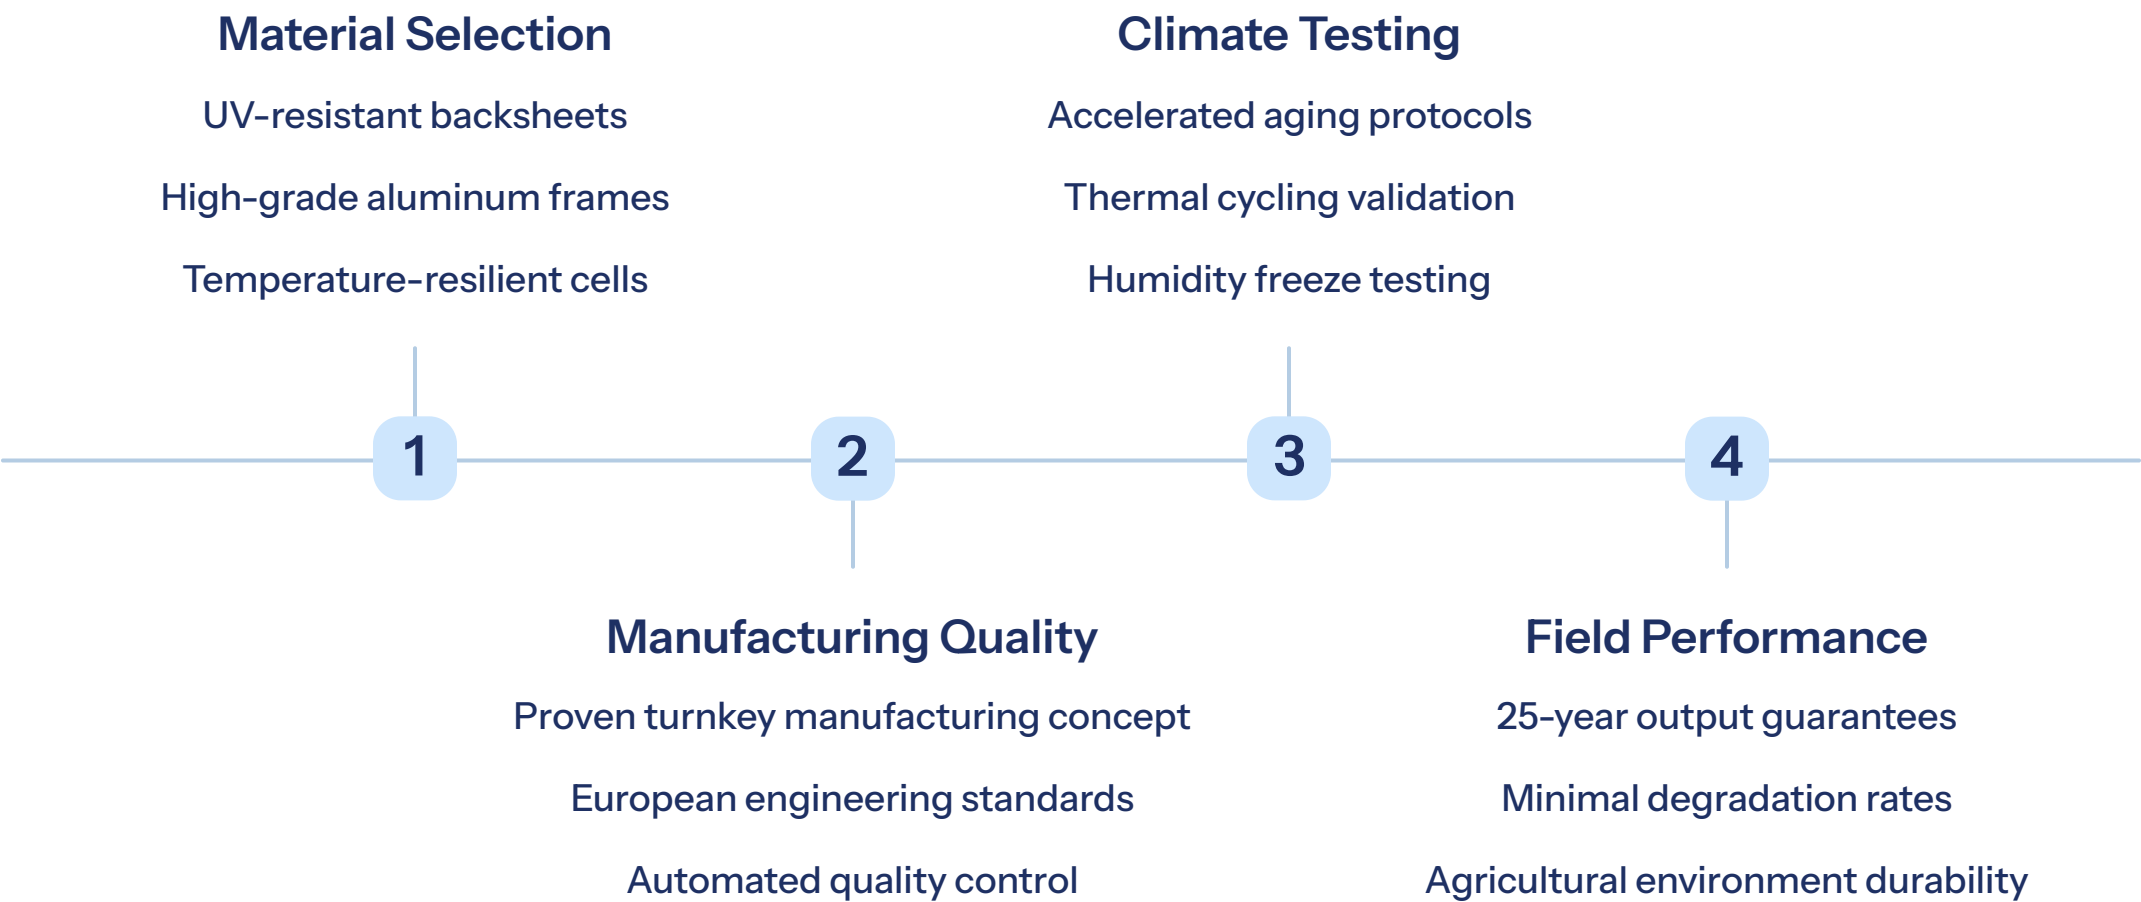 Material Selection
UV-resistant backsheets
High-grade aluminum frames
Temperature-resilient cells
Climate Testing
Accelerated aging protocols
Thermal cycling validation
Humidity freeze testing
1
2
3
4
Manufacturing Quality
Proven turnkey manufacturing concept
European engineering standards
Automated quality control
Field Performance
25-year output guarantees
Minimal degradation rates
Agricultural environment durability